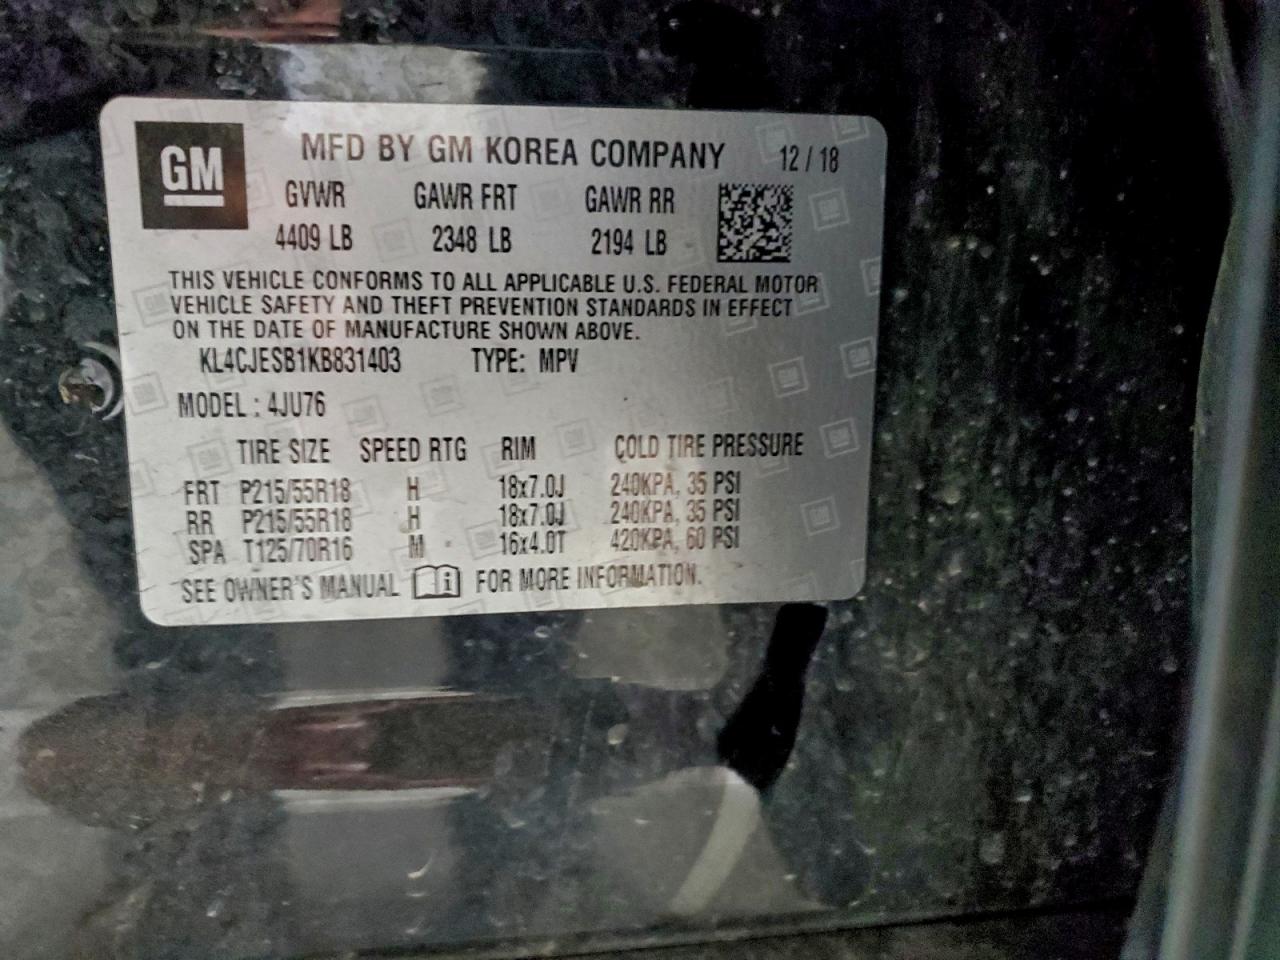 GM
MFD BY GM KOREA COMPANY 12 / 18
GVWR GAWR FRT GAWR RR
4409 LB 2348 LB 2194 LB
THIS VEHICLE CONFORMS TO ALL APPLICABLE U.S. FEDERAL MOTOR
VEHICLE SAFETY AND THEFT PREVENTION STANDARDS IN EFFECT
ON THE DATE OF MANUFACTURE SHOWN ABOVE.
KL4CJESB1KB831403 TYPE: MPV
MODEL : 4JU76
TIRE SIZE SPEED RTG RIM COLD TIRE PRESSURE
FRT P215/55R18 H 18x7.0J 240KPA, 35 PSI
RR P215/55R18 H 18x7.0J 240KPA, 35 PSI
SPA T125/70R16 M 16x4.0T 420KPA, 60 PSI
SEE OWNER'S MANUAL i FOR MORE INFORMATION.